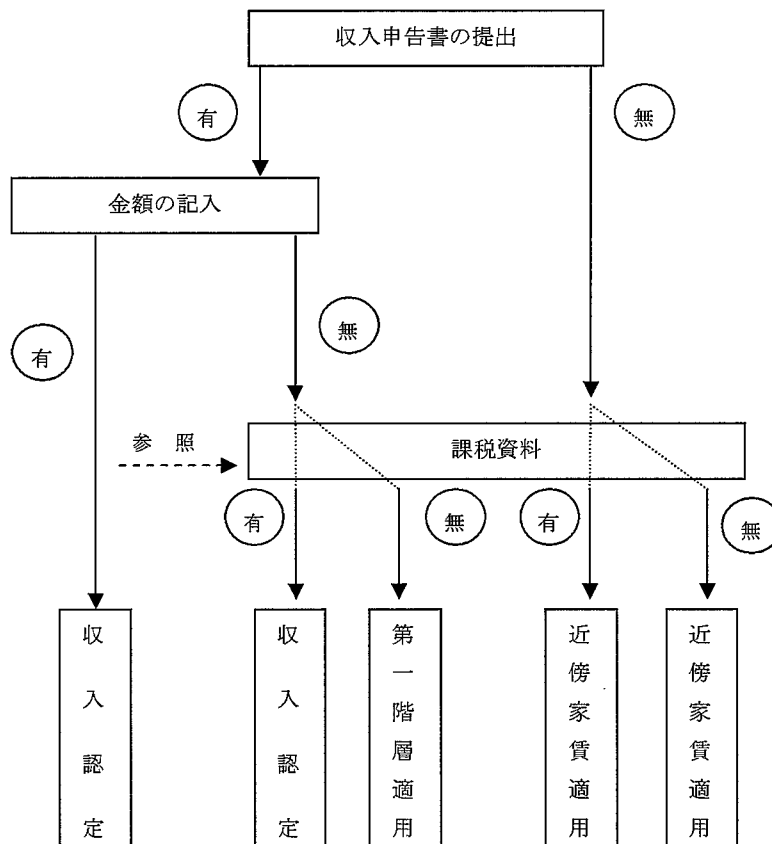 収入申告書の提出
有
無
金額の記入
有
無
参照
課税資料
有
無
有
無
収入認定
収入認定
第一階層適用
近傍家賃適用
近傍家賃適用